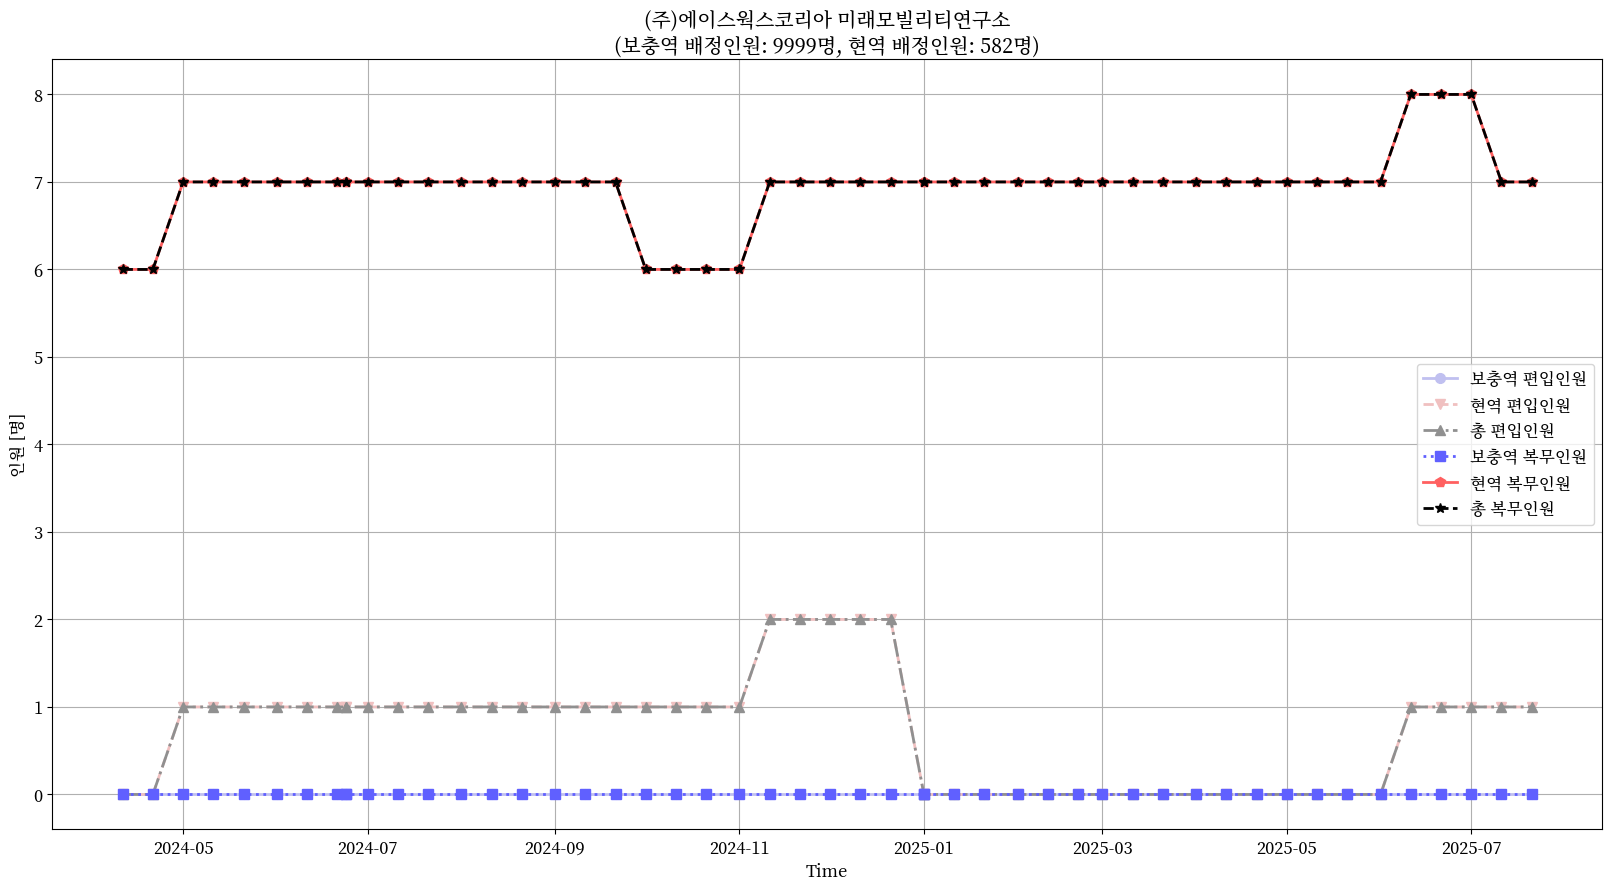 (주)에이스웍스코리아 미래모빌리티연구소
(보충역 배정인원: 9999명, 현역 배정인원: 582명)
8
7
6
5
4
3
2
1
0
인원 [명]
보충역 편입인원
현역 편입인원
총 편입인원
보충역 복무인원
현역 복무인원
총 복무인원
2024-05
2024-07
2024-09
2024-11
2025-01
2025-03
2025-05
2025-07
Time